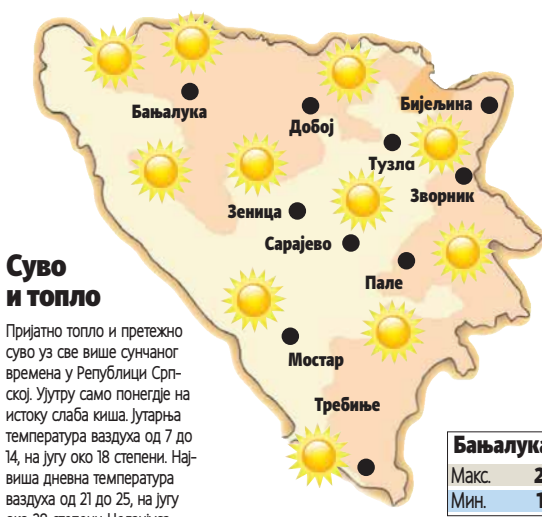 Бањалука
Добој
Бијељина
Тузла
Зворник
Зеница
Сарајево
Пале
Мостар
Требиње
Суво
и топло
Пријатно топло и претежно
суво уз све више сунчаног
времена у Републици Срп-
ској. Ујутру само понегдје на
истоку слаба киша. Јутарња
температура ваздуха од 7 до
14, на југу око 18 степени. Нај-
виша дневна температура
ваздуха од 21 до 25, на југу
Бањалука
Макс.
Мин.